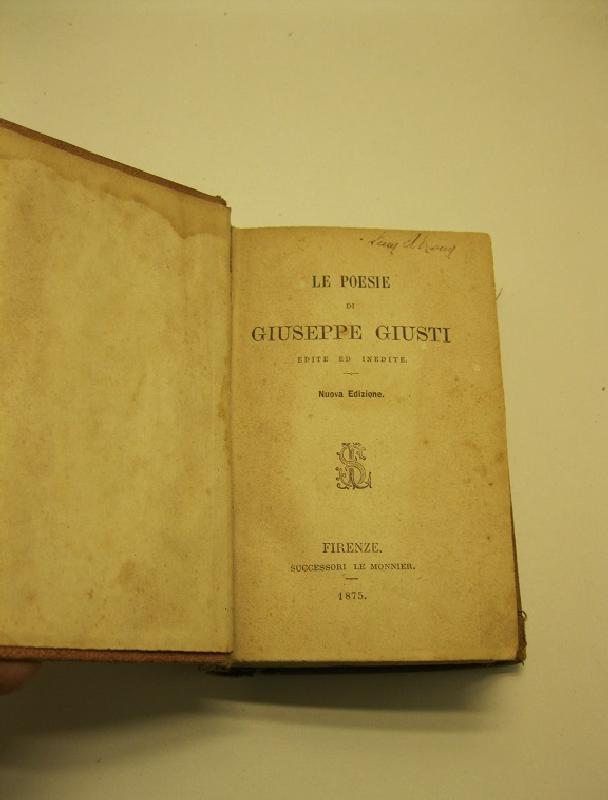 LE POESIE
DI
GIUSEPPE GIUSTI
EDITE ED INEDITE.
Nuova Edizione.
FIRENZE.
SUCCESSORI LE MONNIER.
1875.